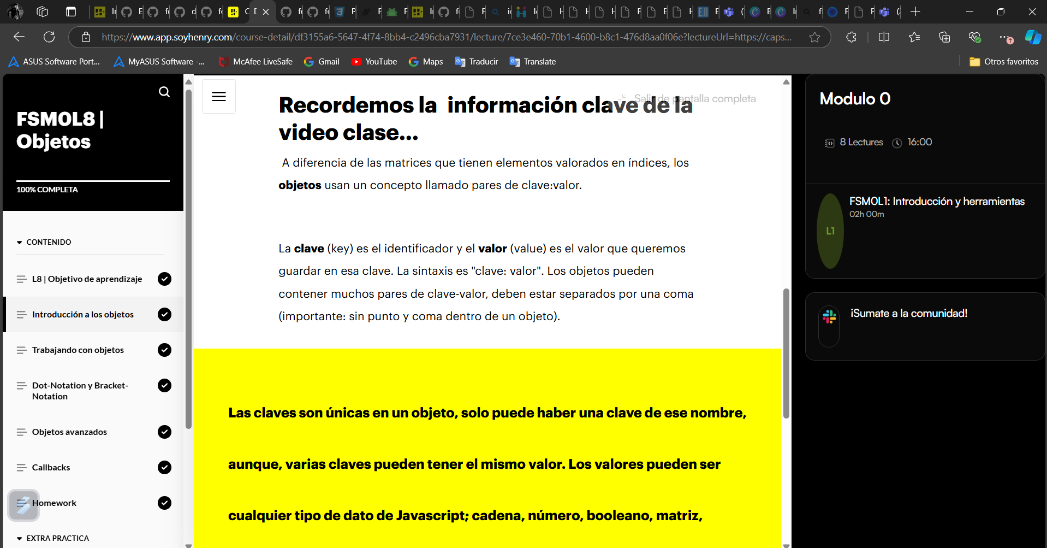 https://www.app.soyhenry.com/course-detail/df3155a6-5647-4f74-8bb4-c2496cba7931/lecture/7ce3e460-70b1-4600-b8c1-476d8aa0f06e?lectureUrl=https://caps...
ASUS Software Port...
MyASUS Software -...
McAfee LiveSafe
Gmail
YouTube
Maps
Traducir
Translate
Otros favoritos
FSM0L8 |
Objetos
100% COMPLETA
CONTENIDO
L8 | Objetivo de aprendizaje
Introducción a los objetos
Trabajando con objetos
Dot-Notation y Bracket-
Notation
Objetos avanzados
Callbacks
Homework
EXTRA PRACTICA
pantalla completa
Recordemos la información clave de la
video clase...
A diferencia de las matrices que tienen elementos valorados en índices, los
objetos usan un concepto llamado pares de clave:valor.
La clave (key) es el identificador y el valor (value) es el valor que queremos
guardar en esa clave. La sintaxis es "clave: valor". Los objetos pueden
contener muchos pares de clave-valor, deben estar separados por una coma
(importante: sin punto y coma dentro de un objeto).
Las claves son únicas en un objeto, solo puede haber una clave de ese nombre,
aunque, varias claves pueden tener el mismo valor. Los valores pueden ser
cualquier tipo de dato de Javascript; cadena, número, booleano, matriz,
Modulo 0
8 Lectures
16:00
L1
FSM0L1: Introducción y herramientas
02h 00m
¡Sumate a la comunidad!